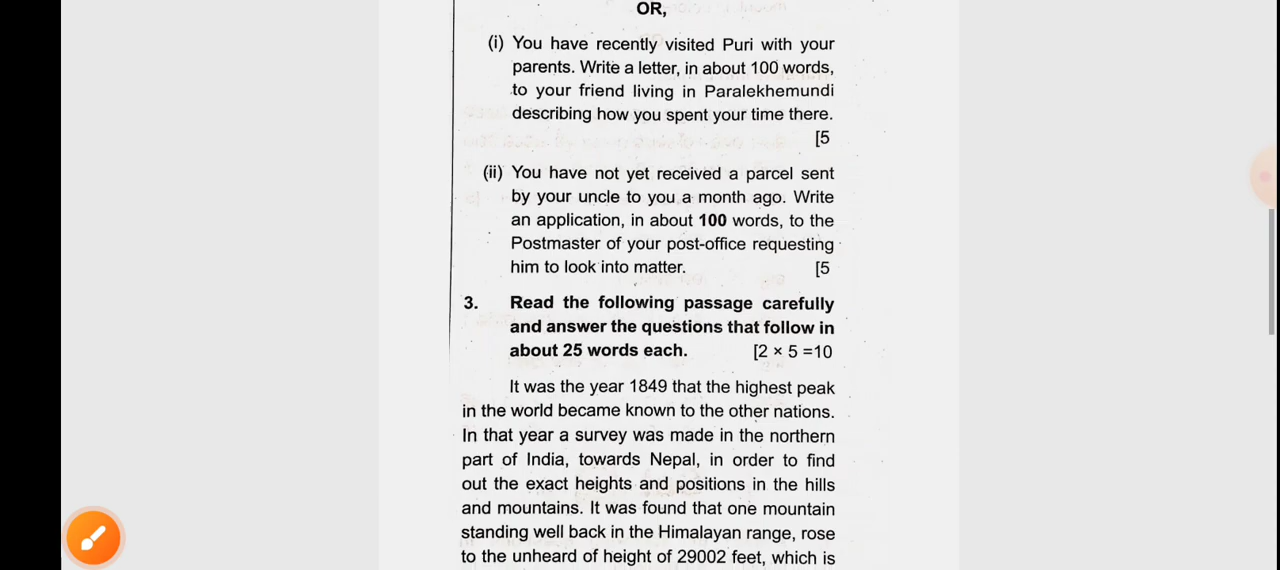 OR,
(i) You have recently visited Puri with your
parents. Write a letter, in about 100 words,
to your friend living in Paralekhemundi
describing how you spent your time there.
[5
(ii) You have not yet received a parcel sent
by your uncle to you a month ago. Write
an application, in about 100 words, to the
Postmaster of your post-office requesting
him to look into matter. [5
3. Read the following passage carefully
and answer the questions that follow in
about 25 words each. [2 × 5 =10
It was the year 1849 that the highest peak
in the world became known to the other nations.
In that year a survey was made in the northern
part of India, towards Nepal, in order to find
out the exact heights and positions in the hills
and mountains. It was found that one mountain
standing well back in the Himalayan range, rose
to the unheard of height of 29002 feet, which is